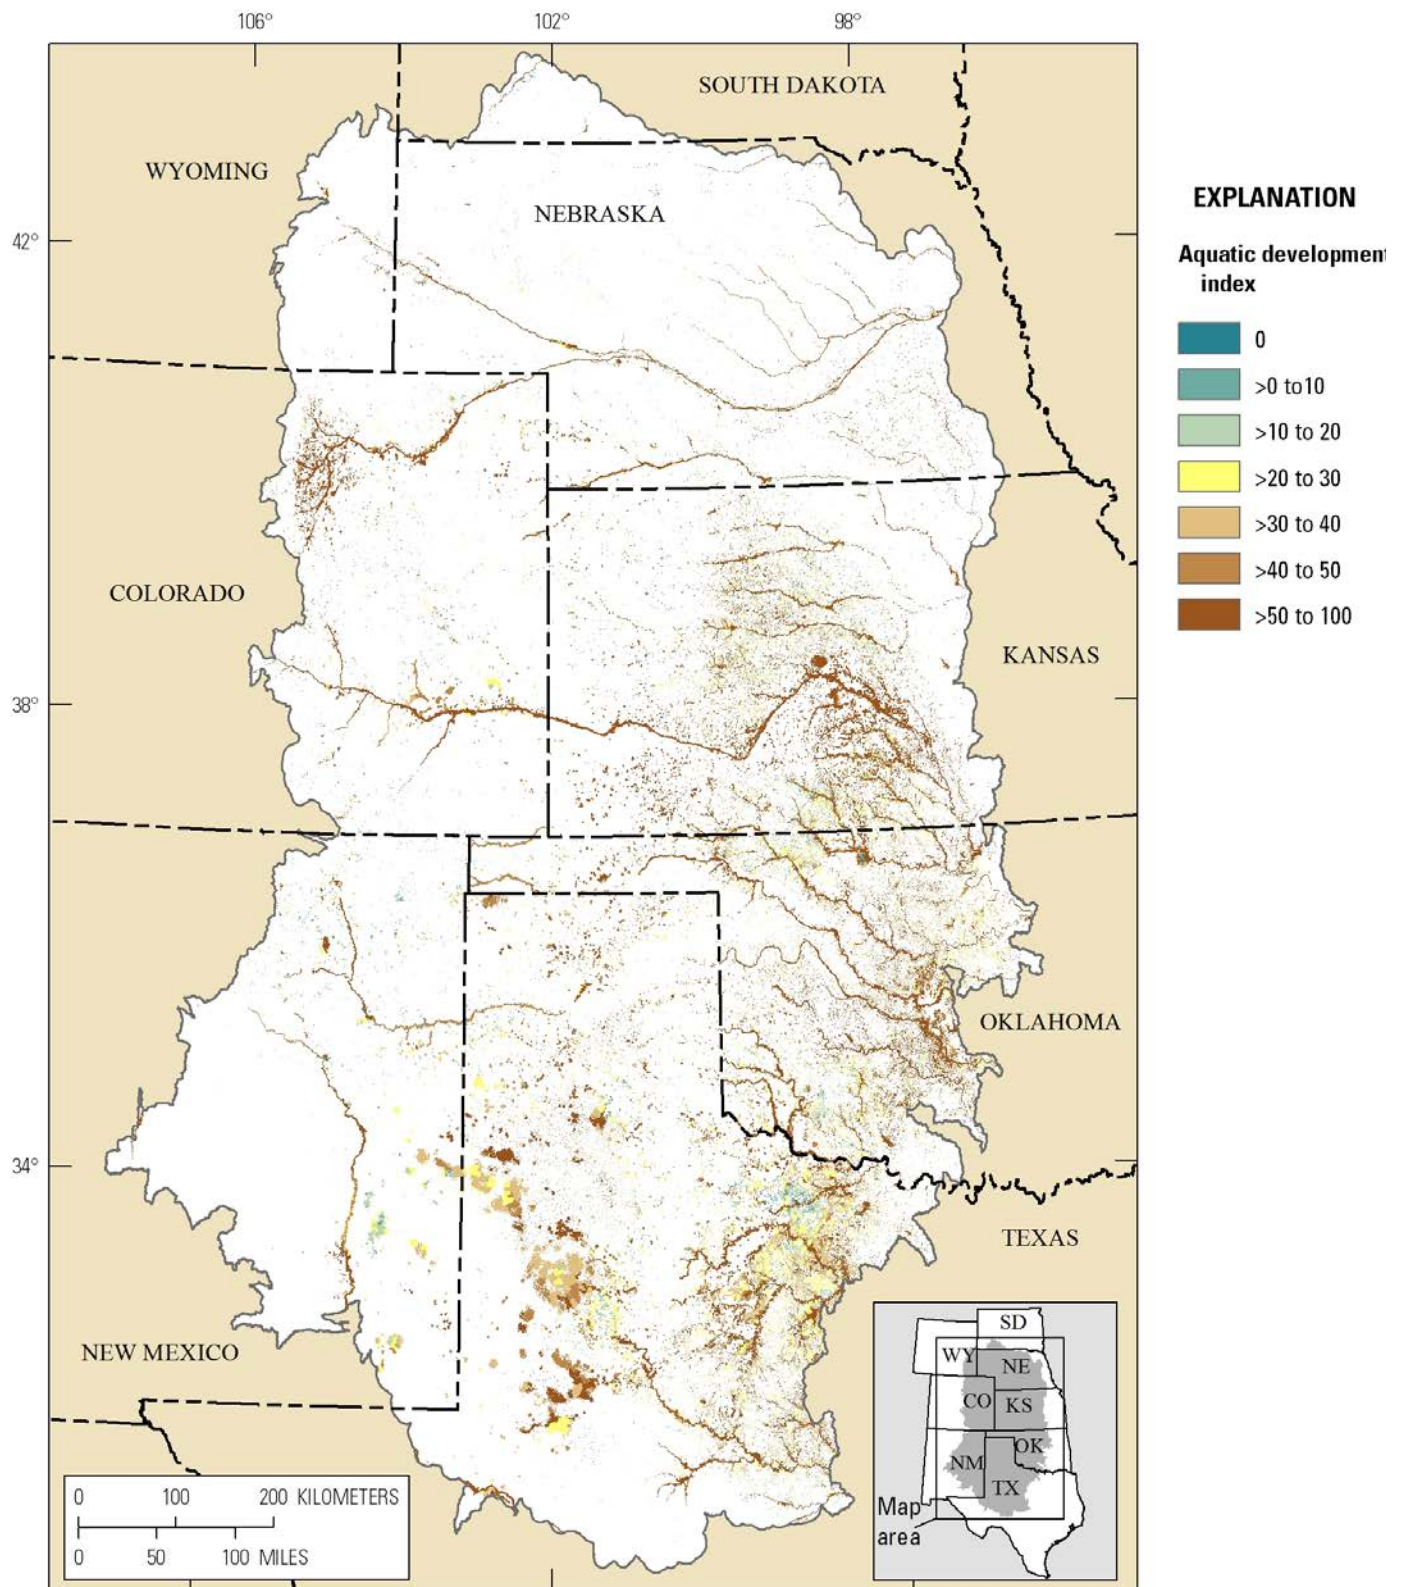 106°
102°
98°
SOUTH DAKOTA
WYOMING
NEBRASKA
42°
EXPLANATION
Aquatic development
index
0
>0 to10
>10 to 20
>20 to 30
>30 to 40
>40 to 50
>50 to 100
COLORADO
KANSAS
38°
OKLAHOMA
34°
TEXAS
NEW MEXICO
SD
WY
NE
CO
KS
OK
NM
TX
Map
area
0 100 200 KILOMETERS
0 50 100 MILES